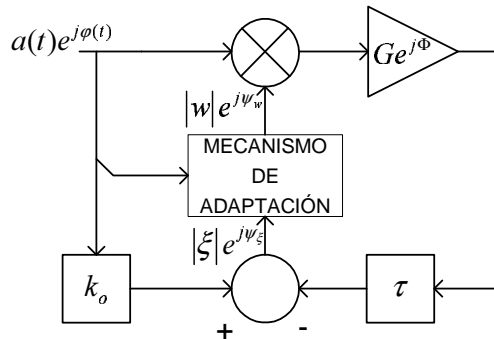 a(t)e^{jφ(t)}
Ge^{jΦ}
|w|e^{jψ_w}
MECANISMO
DE
ADAPTACIÓN
|ξ|e^{jψ_ξ}
k_o
τ
+ -